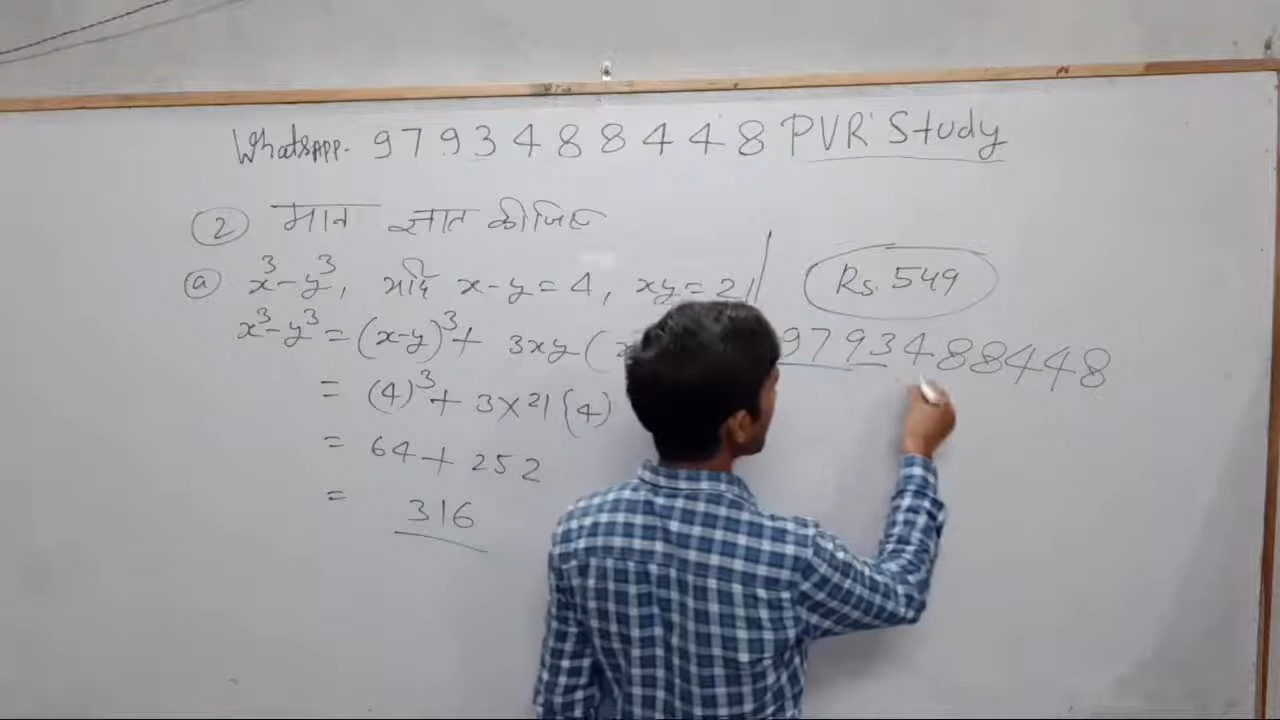 Whatsapp. 9793488448 PVR Study
② मान ज्ञात कीजिए
ⓐ x³-y³, यदि x-y=4, xy=21
x³-y³ = (x-y)³ + 3xy(
= (4)³ + 3×21(4)
= 64 + 252
= 316
Rs. 549
9793488448